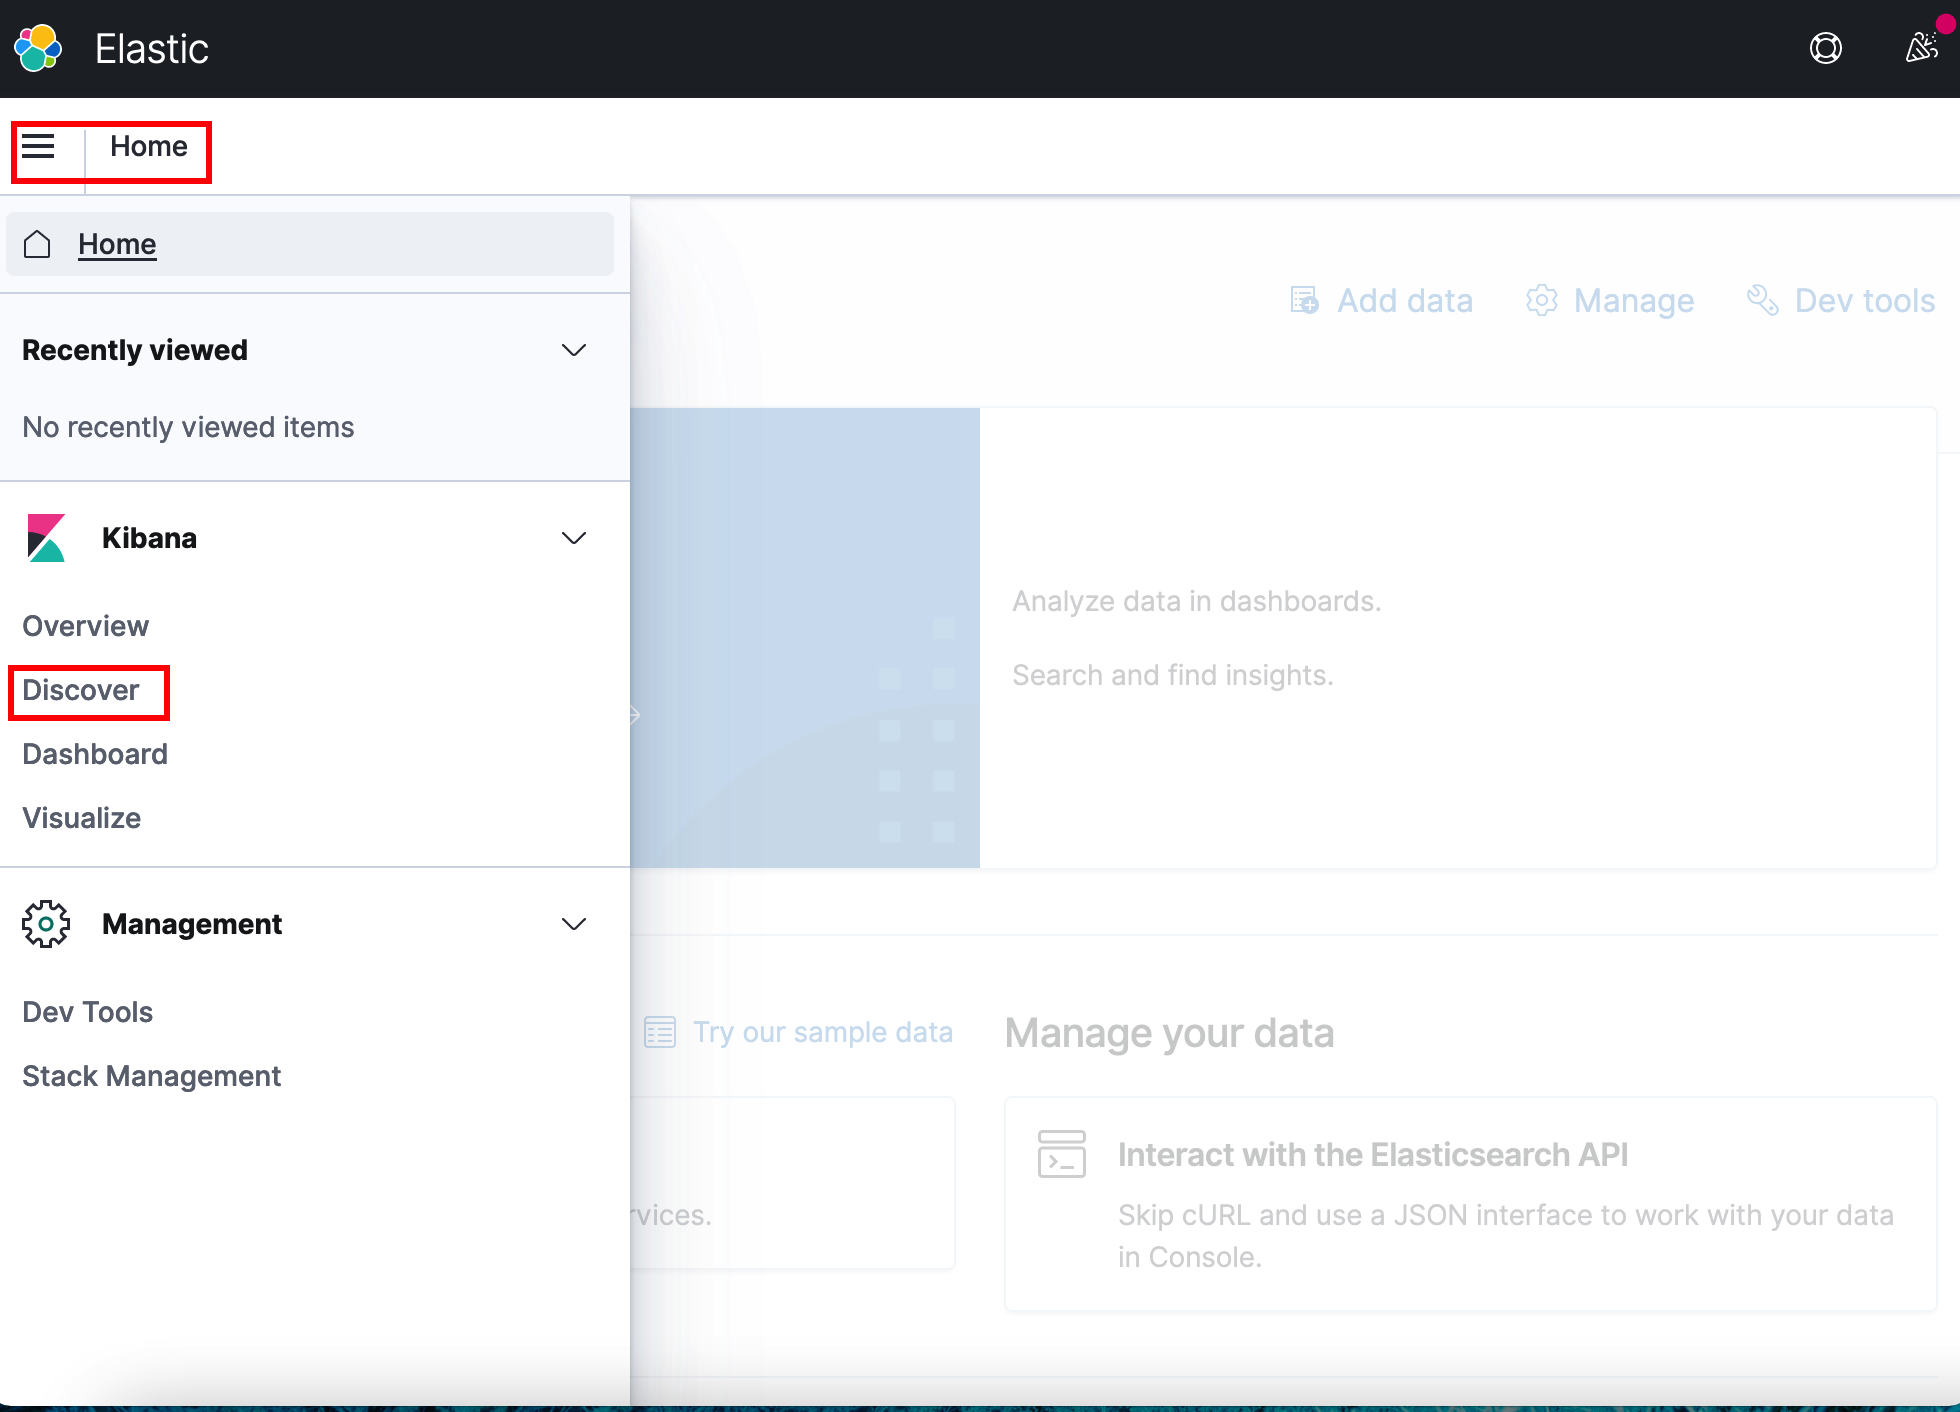 Elastic
Home
Home
Recently viewed
No recently viewed items
Kibana
Overview
Discover
Dashboard
Visualize
Management
Dev Tools
Stack Management
Add data
Manage
Dev tools
Analyze data in dashboards.
Search and find insights.
Try our sample data
Manage your data
rvices.
Interact with the Elasticsearch API
Skip cURL and use a JSON interface to work with your data
in Console.